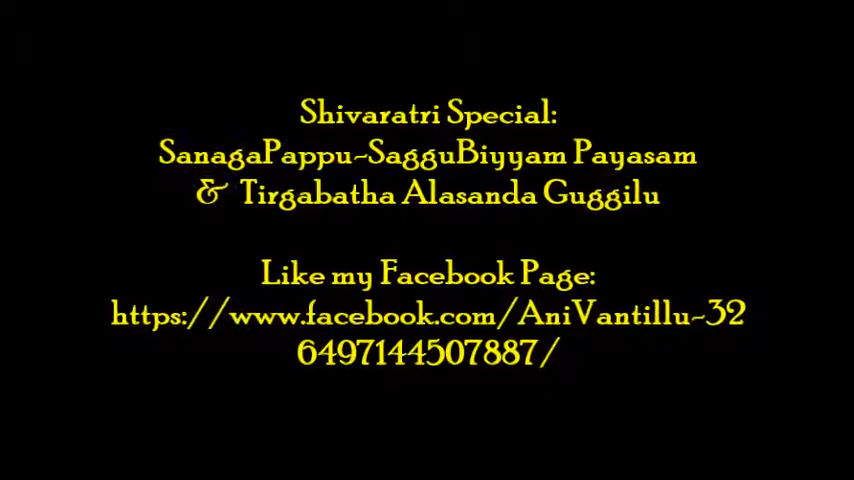 Shivaratri Special:
SanagaPappu-SagguBiyyam Payasam
& Tirgabatha Alasanda Guggilu
Like my Facebook Page:
https://www.facebook.com/AniVantillu-32
6497144507887/